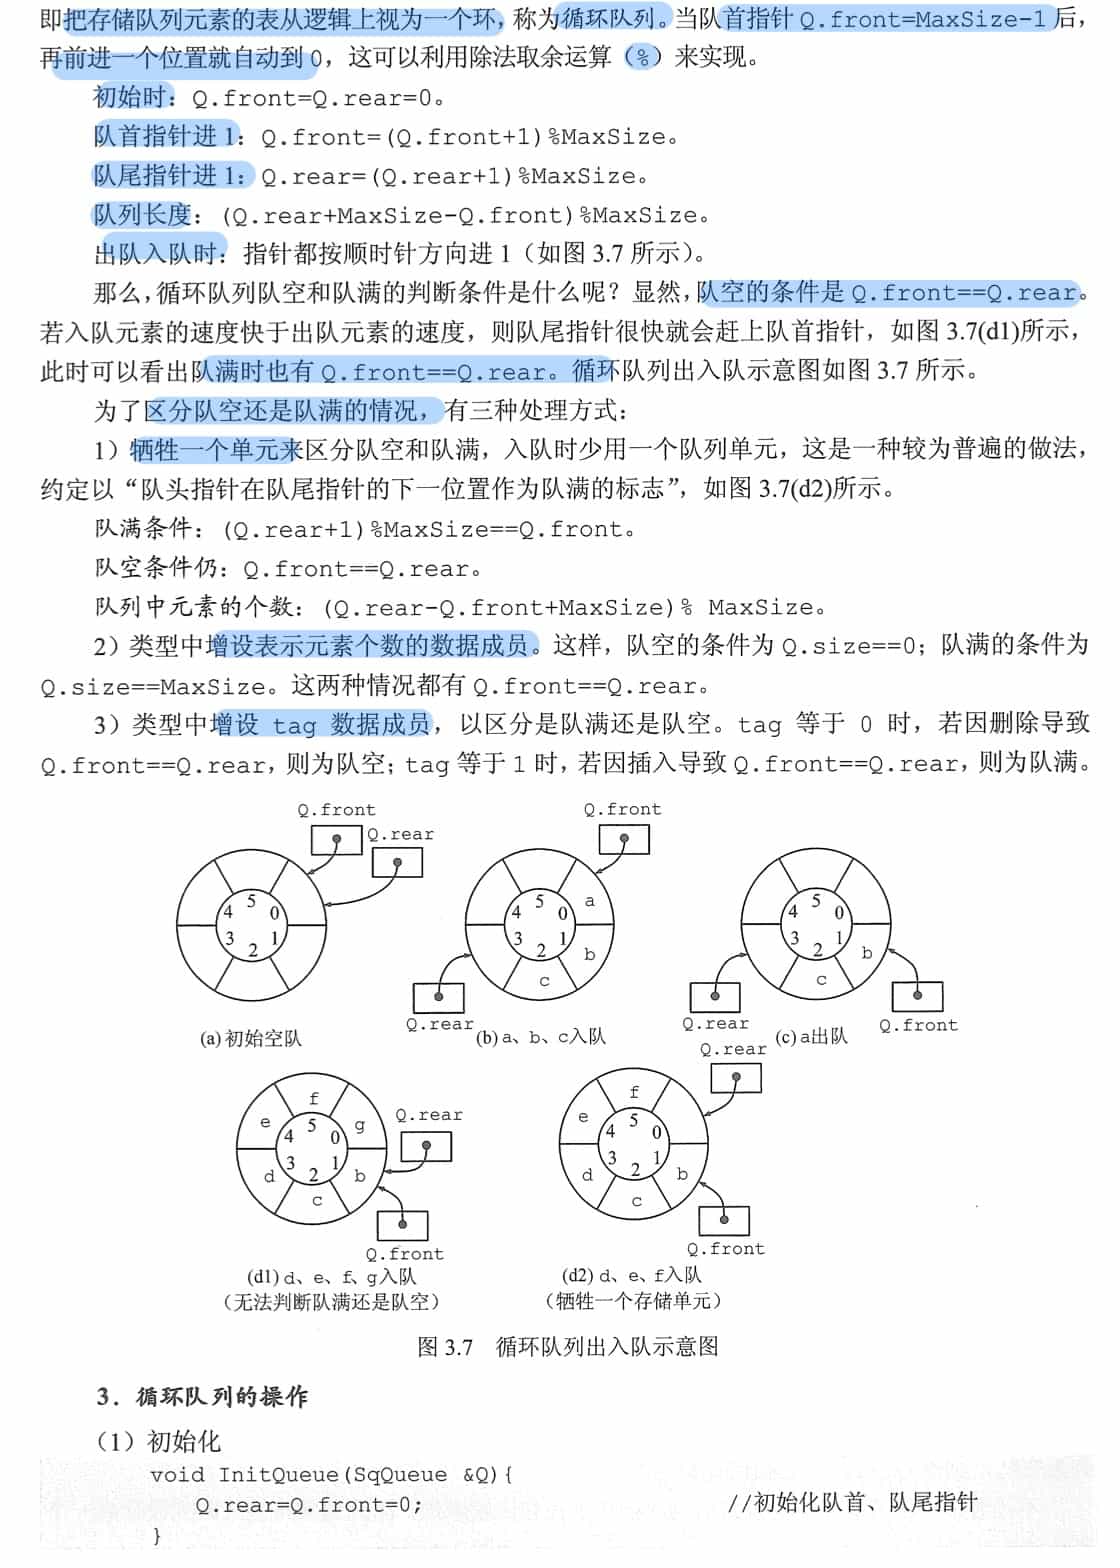 即把存储队列元素的表从逻辑上视为一个环，称为循环队列。当队首指针Q.front=MaxSize-1后，
再前进一个位置就自动到0，这可以利用除法取余运算（%）来实现。
初始时：Q.front=Q.rear=0。
队首指针进1：Q.front=(Q.front+1)%MaxSize。
队尾指针进1：Q.rear=(Q.rear+1)%MaxSize。
队列长度：(Q.rear+MaxSize-Q.front)%MaxSize。
出队入队时：指针都按顺时针方向进1（如图3.7所示）。
那么，循环队列队空和队满的判断条件是什么呢？显然，队空的条件是Q.front==Q.rear。
若入队元素的速度快于出队元素的速度，则队尾指针很快就会赶上队首指针，如图3.7(d1)所示，
此时可以看出队满时也有Q.front==Q.rear。循环队列出入队示意图如图3.7所示。
为了区分队空还是队满的情况，有三种处理方式：
1）牺牲一个单元来区分队空和队满，入队时少用一个队列单元，这是一种较为普遍的做法，
约定以“队头指针在队尾指针的下一位置作为队满的标志”，如图3.7(d2)所示。
队满条件：(Q.rear+1)%MaxSize==Q.front。
队空条件仍：Q.front==Q.rear。
队列中元素的个数：(Q.rear-Q.front+MaxSize)% MaxSize。
2）类型中增设表示元素个数的数据成员。这样，队空的条件为Q.size==0；队满的条件为
Q.size==MaxSize。这两种情况都有Q.front==Q.rear。
3）类型中增设 tag 数据成员，以区分是队满还是队空。tag 等于 0 时，若因删除导致
Q.front==Q.rear，则为队空；tag等于1时，若因插入导致Q.front==Q.rear，则为队满。
Q.front
Q.rear
5
4 0
3 1
2
(a)初始空队
Q.front
5
4 0 a
3 1 b
2
c
Q.rear
(b)a、b、c入队
5
4 0
3 1 b
2
c
Q.rear
Q.front
(c)a出队
f
e 5 g
4 0
3 1
d 2 b
c
Q.rear
Q.front
(d1)d、e、f、g入队
（无法判断队满还是队空）
Q.rear
f
e 5
4 0
3 1
d 2 b
c
Q.front
(d2)d、e、f入队
（牺牲一个存储单元）
图3.7 循环队列出入队示意图
3．循环队列的操作
（1）初始化
void InitQueue(SqQueue &Q){
Q.rear=Q.front=0; //初始化队首、队尾指针
}